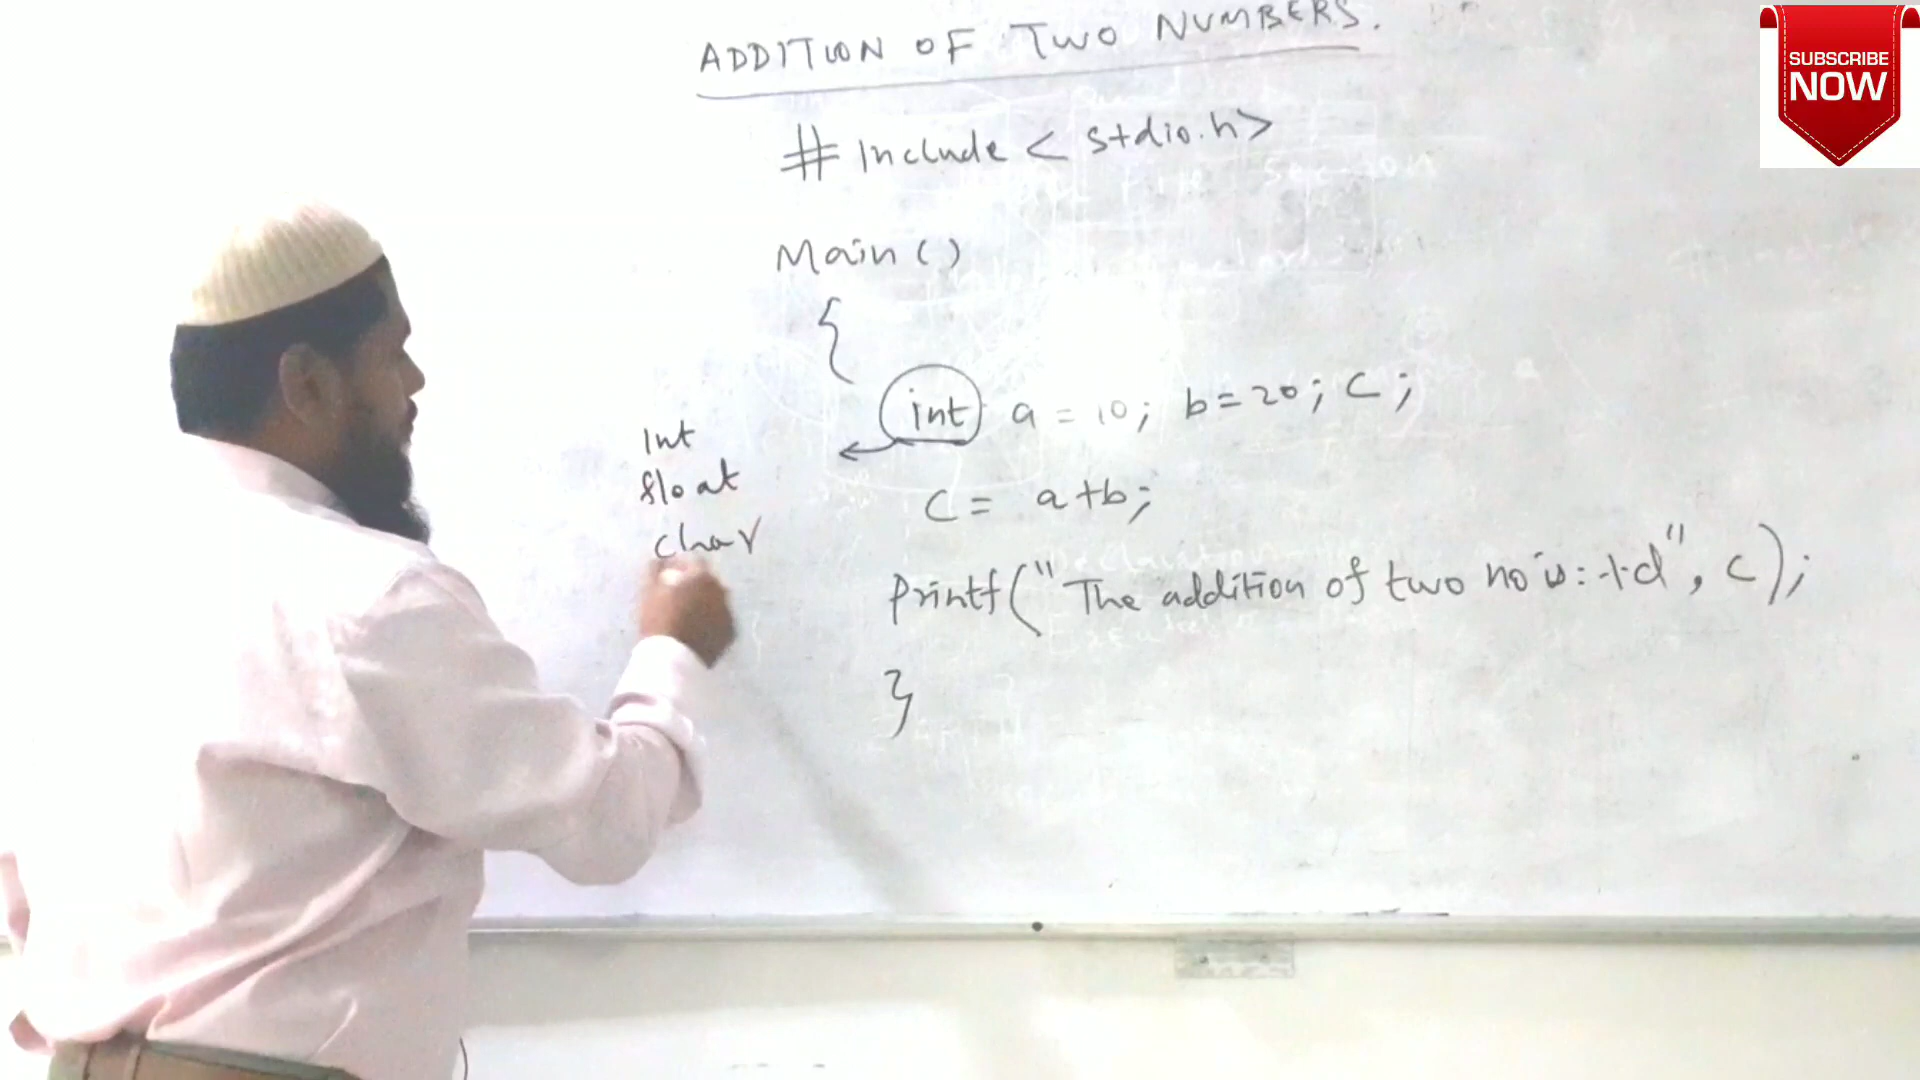 ADDITION OF TWO NUMBERS.
SUBSCRIBE
NOW
# Include < stdio.h>
Main ( )
{
int a = 10; b = 20; C;
Int
float
char
C = a+b;
Printf("The addition of two no is: %d", C);
}